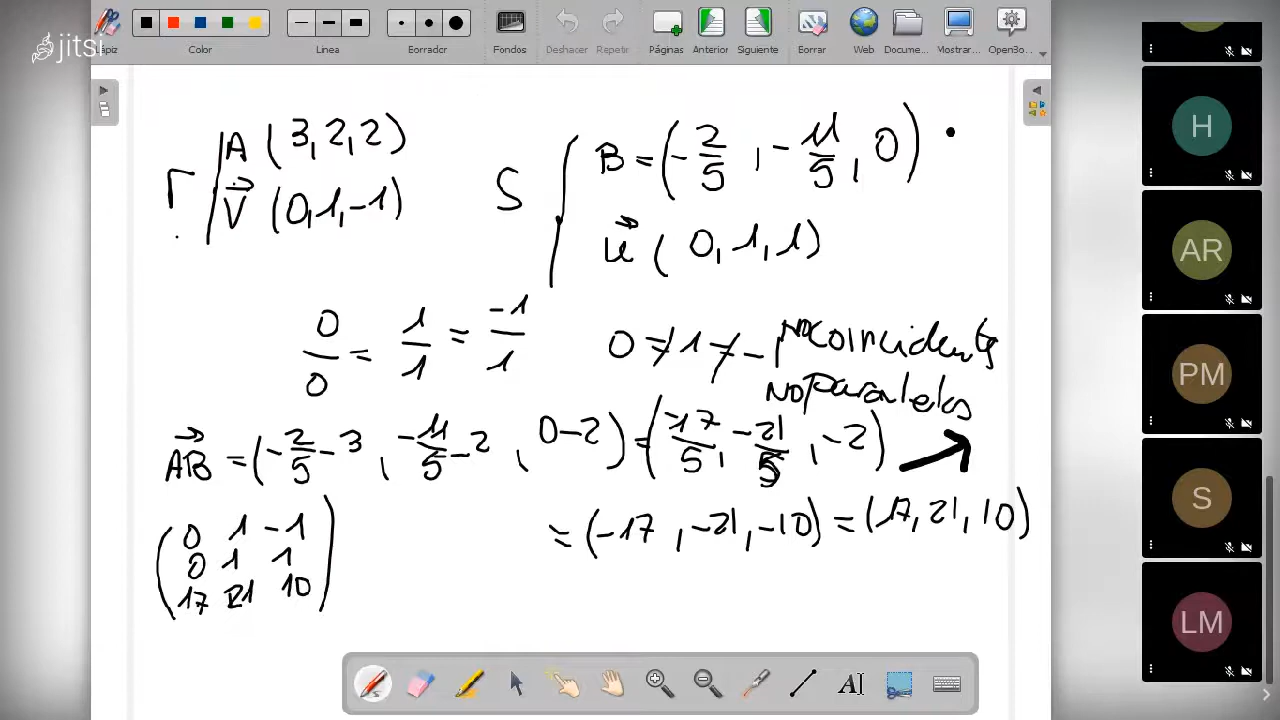 jitsi
Lápiz Color Línea Borrador Fondos Deshacer Repetir Páginas Anterior Siguiente Borrar Web Docume... Mostrar... OpenBo...
r | A (3,2,2)
V⃗ (0,1,-1)
S { B = (-2/5, -11/5, 0)
u⃗ (0,1,1)
0/0 = 1/1 = -1/1
0 ≠ 1 ≠ -1 no coincidentes
no paralelas
AB⃗ = (-2/5-3, -11/5-2, 0-2) = (-17/5, -21/5, -2)
= (-17, -21, -10) = (17, 21, 10)
0 1 -1
0 1 1
17 21 10
H
AR
PM
S
LM